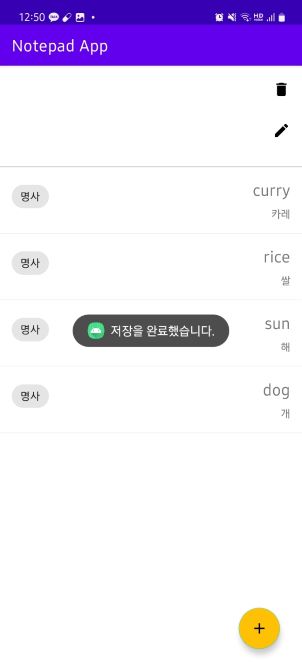 12:50
Notepad App
명사
curry
카레
명사
rice
쌀
명사
sun
해
저장을 완료했습니다.
명사
dog
개
+